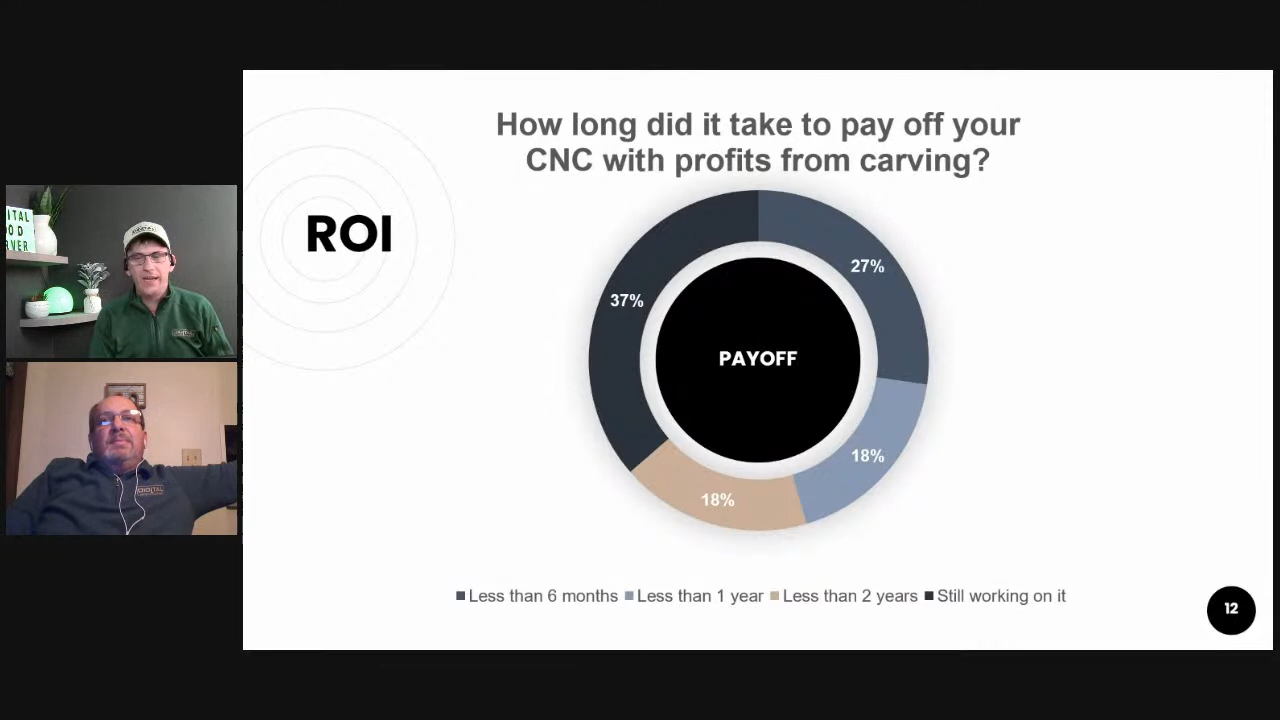 How long did it take to pay off your
CNC with profits from carving?
ROI
27%
37%
PAYOFF
18%
18%
Less than 6 months
Less than 1 year
Less than 2 years
Still working on it
12
DIGITAL